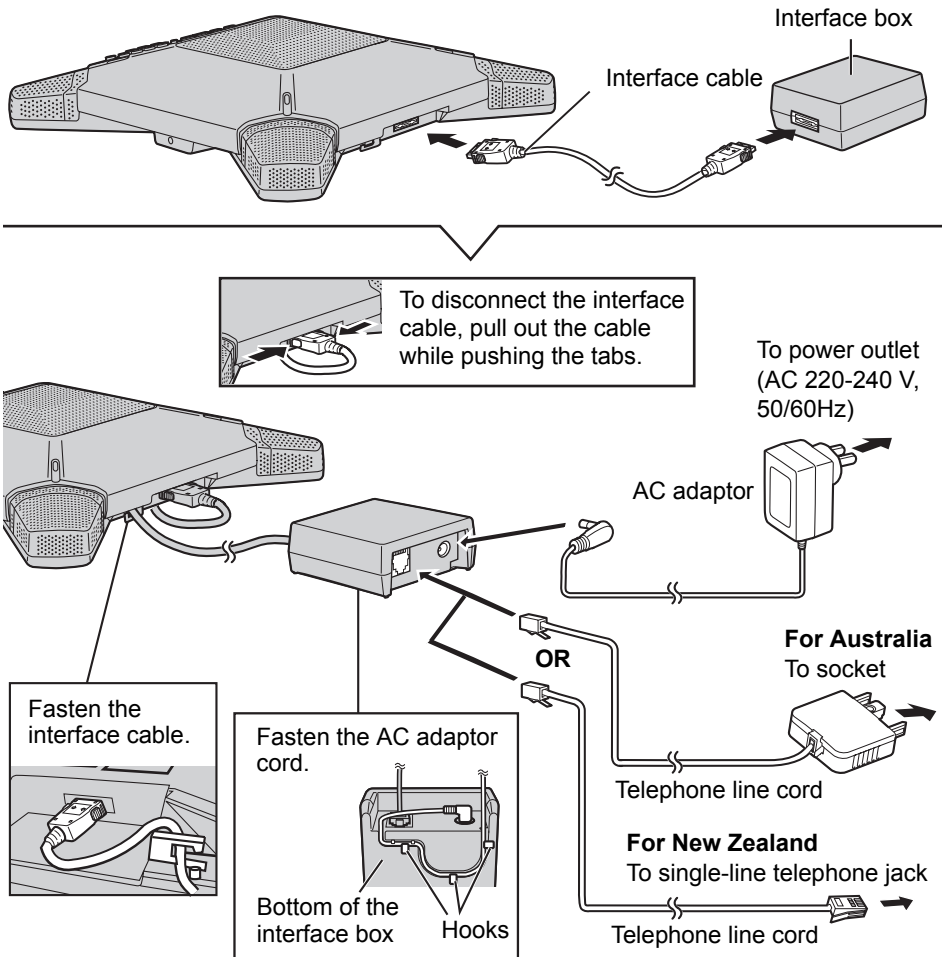 Interface box
Interface cable
To disconnect the interface
cable, pull out the cable
while pushing the tabs.
To power outlet
(AC 220-240 V,
50/60Hz)
AC adaptor
OR
For Australia
To socket
Fasten the
interface cable.
Fasten the AC adaptor
cord.
Telephone line cord
For New Zealand
To single-line telephone jack
Bottom of the
interface box
Hooks
Telephone line cord